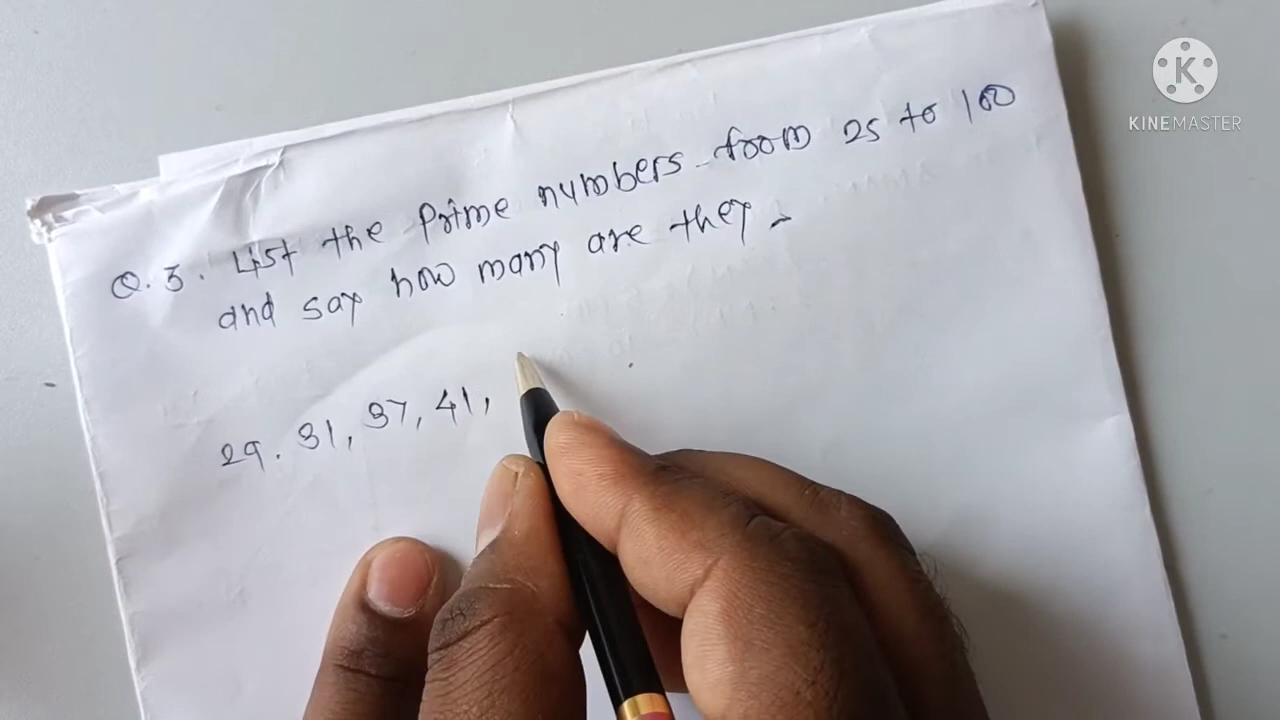 KINEMASTER
Q.3. List the Prime numbers from 25 to 100
and say how many are they.
29. 31, 37, 41,